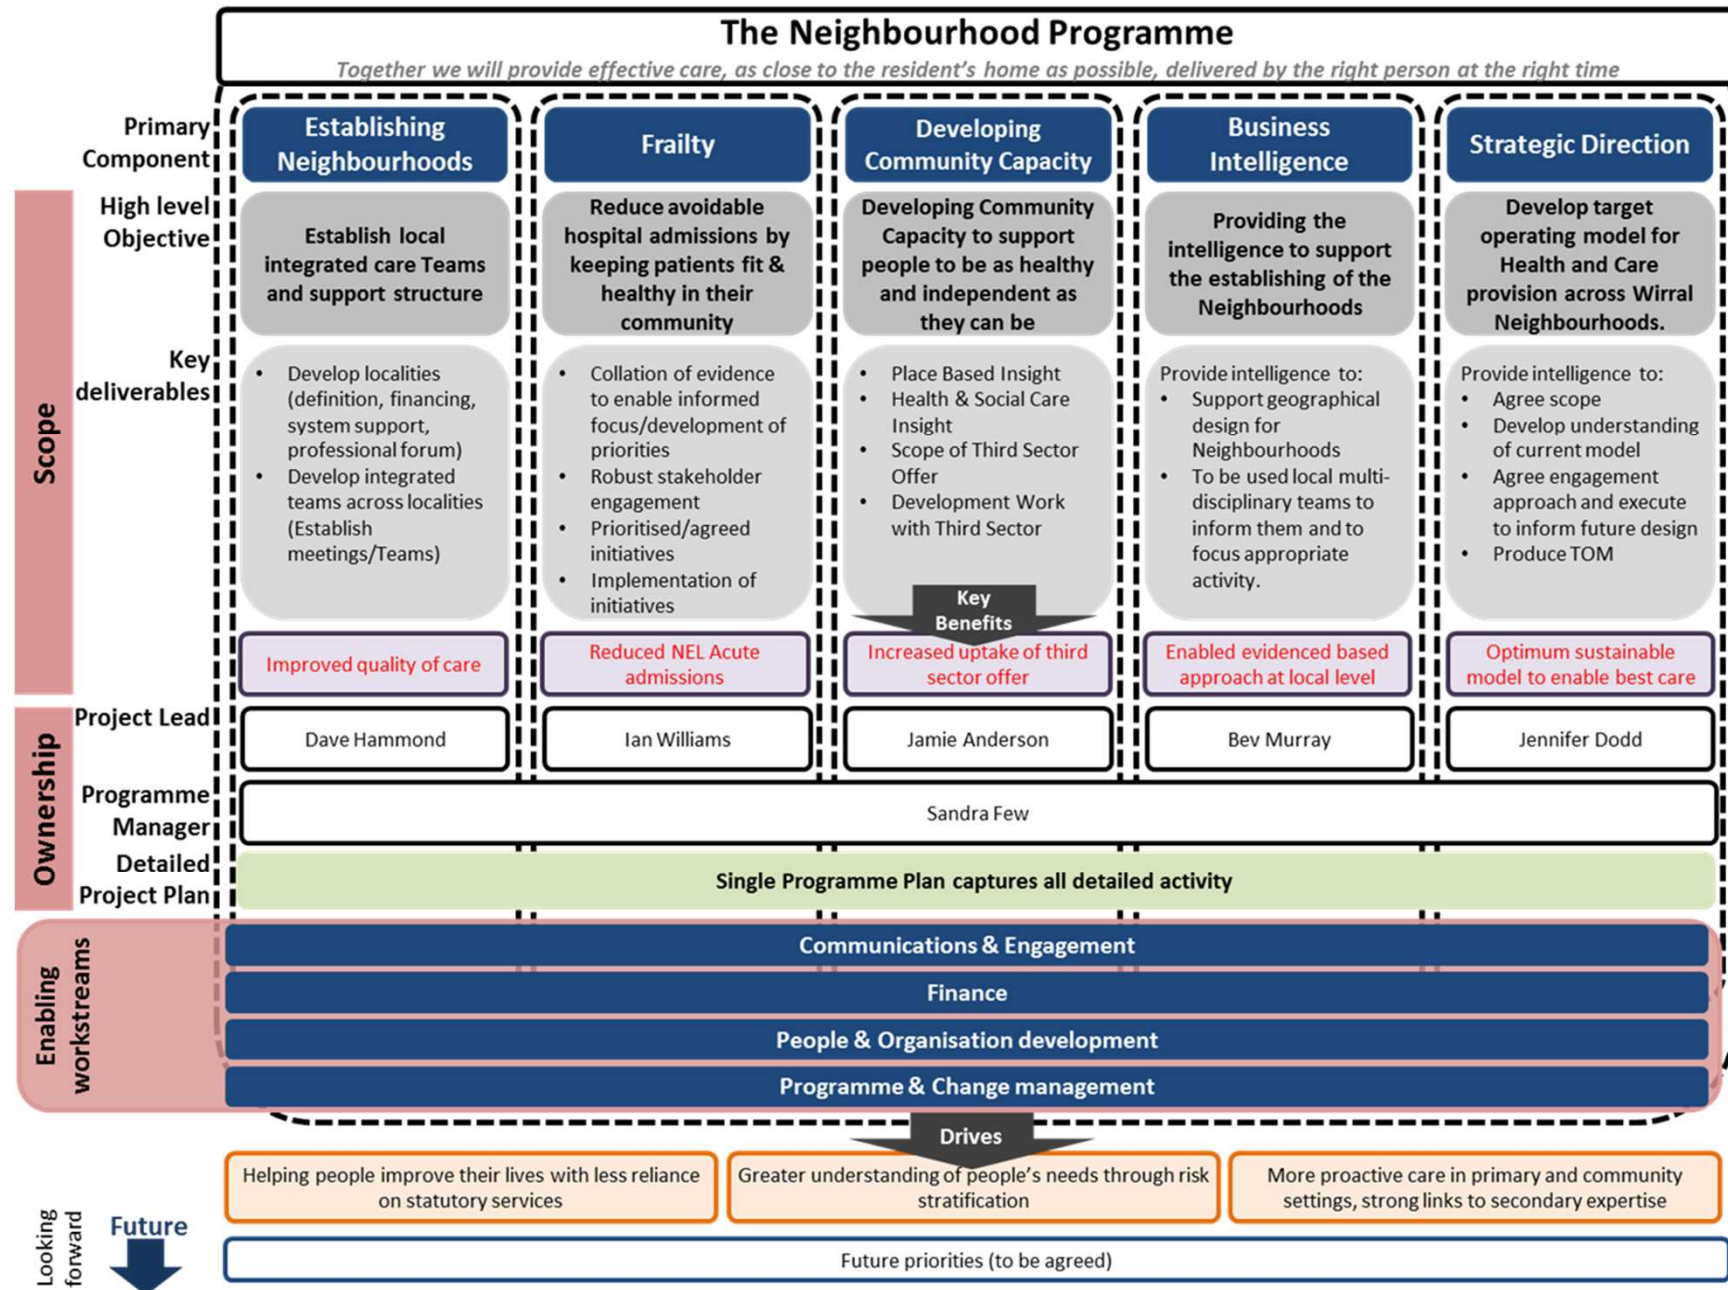 The Neighbourhood Programme
Together we will provide effective care, as close to the resident's home as possible, delivered by the right person at the right time
Primary
Component
Establishing
Neighbourhoods
Frailty
Developing
Community Capacity
Business
Intelligence
Strategic Direction
Scope
High level
Objective
Establish local
integrated care Teams
and support structure
Reduce avoidable
hospital admissions by
keeping patients fit &
healthy in their
community
Developing Community
Capacity to support
people to be as healthy
and independent as
they can be
Providing the
intelligence to support
the establishing of the
Neighbourhoods
Develop target
operating model for
Health and Care
provision across Wirral
Neighbourhoods.
Key
deliverables
• Develop localities
(definition, financing,
system support,
professional forum)
• Develop integrated
teams across localities
(Establish
meetings/Teams)
• Collation of evidence
to enable informed
focus/development of
priorities
• Robust stakeholder
engagement
• Prioritised/agreed
initiatives
• Implementation of
initiatives
• Place Based Insight
• Health & Social Care
Insight
• Scope of Third Sector
Offer
• Development Work
with Third Sector
Provide intelligence to:
• Support geographical
design for
Neighbourhoods
• To be used local multi-
disciplinary teams to
inform them and to
focus appropriate
activity.
Provide intelligence to:
• Agree scope
• Develop understanding
of current model
• Agree engagement
approach and execute
to inform future design
• Produce TOM
Key
Benefits
Improved quality of care
Reduced NEL Acute
admissions
Increased uptake of third
sector offer
Enabled evidenced based
approach at local level
Optimum sustainable
model to enable best care
Ownership
Project Lead
Dave Hammond
Ian Williams
Jamie Anderson
Bev Murray
Jennifer Dodd
Programme
Manager
Sandra Few
Detailed
Project Plan
Single Programme Plan captures all detailed activity
Enabling
workstreams
Communications & Engagement
Finance
People & Organisation development
Programme & Change management
Drives
Helping people improve their lives with less reliance
on statutory services
Greater understanding of people's needs through risk
stratification
More proactive care in primary and community
settings, strong links to secondary expertise
Looking
forward
Future
Future priorities (to be agreed)